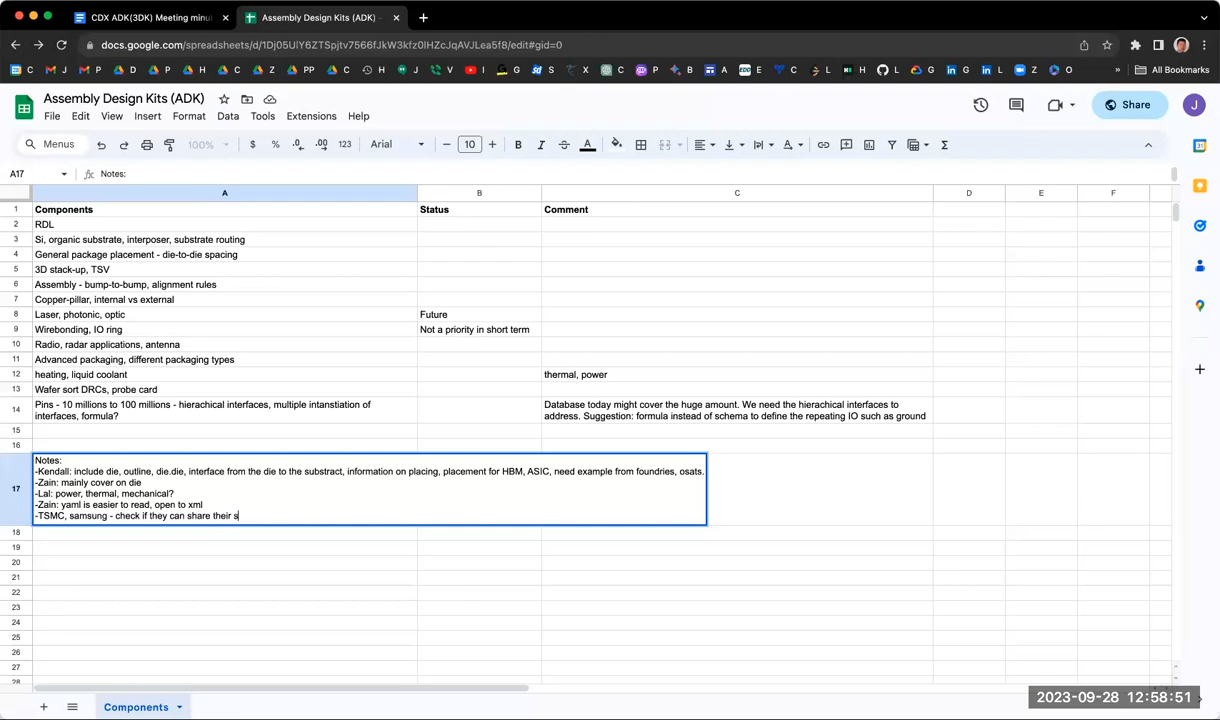 CDX ADK(3DK) Meeting minu
Assembly Design Kits (ADK) -
docs.google.com/spreadsheets/d/1Dj05UlY6ZTSpjtv7566fJkW3kfz0IHZcJqAVJLea5f8/edit#gid=0
C M J M P D P H C Z PP C H J V I G S X C P B A E C L H L G G L Z O » All Bookmarks
Assembly Design Kits (ADK)
File Edit View Insert Format Data Tools Extensions Help
Share J
Menus 100% $ % .0 .00 123 Arial 10 B I A Σ
A17 fx Notes:
A B C D E F
1 Components Status Comment
2 RDL
3 Si, organic substrate, interposer, substrate routing
4 General package placement - die-to-die spacing
5 3D stack-up, TSV
6 Assembly - bump-to-bump, alignment rules
7 Copper-pillar, internal vs external
8 Laser, photonic, optic Future
9 Wirebonding, IO ring Not a priority in short term
10 Radio, radar applications, antenna
11 Advanced packaging, different packaging types
12 heating, liquid coolant thermal, power
13 Wafer sort DRCs, probe card
14 Pins - 10 millions to 100 millions - hierachical interfaces, multiple intanstiation of
interfaces, formula?
Database today might cover the huge amount. We need the hierachical interfaces to
address. Suggestion: formula instead of schema to define the repeating IO such as ground
15
16
17
Notes:
-Kendall: include die, outline, die.die, interface from the die to the substract, information on placing, placement for HBM, ASIC, need example from foundries, osats.
-Zain: mainly cover on die
-Lal: power, thermal, mechanical?
-Zain: yaml is easier to read, open to xml
-TSMC, samsung - check if they can share their s
18
19
20
21
22
23
24
25
26
27
28
Components
2023-09-28 12:58:51